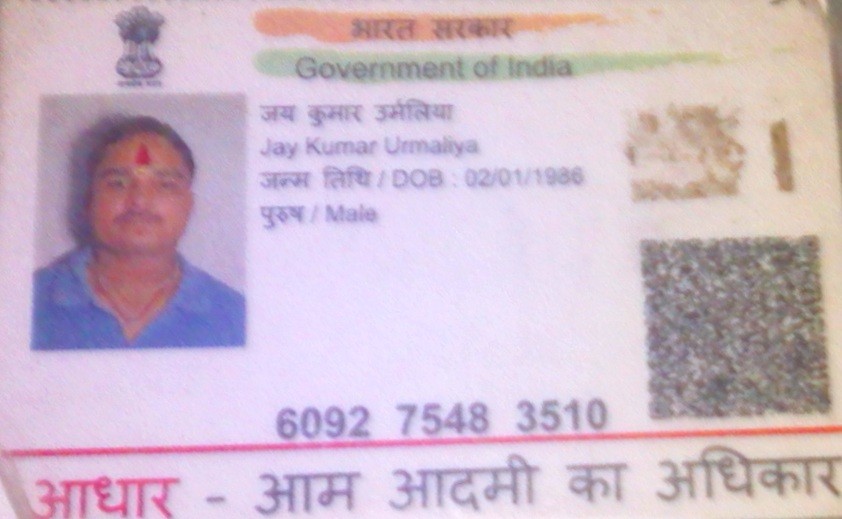 भारत सरकार
Government of India
जय कुमार उर्मलिया
Jay Kumar Urmaliya
जन्म तिथि / DOB : 02/01/1986
पुरुष / Male
6092 7548 3510
आधार - आम आदमी का अधिकार